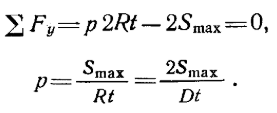 ∑ F_y = p 2Rt − 2S_max = 0,
p = S_max / Rt = 2S_max / Dt .